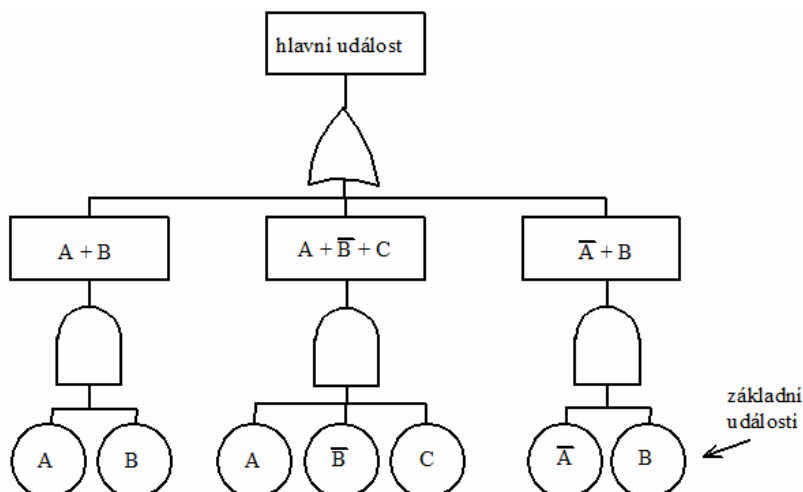 hlavní událost
A + B
A + B̅ + C
A̅ + B
A
B
A
B̅
C
A̅
B
základní
události